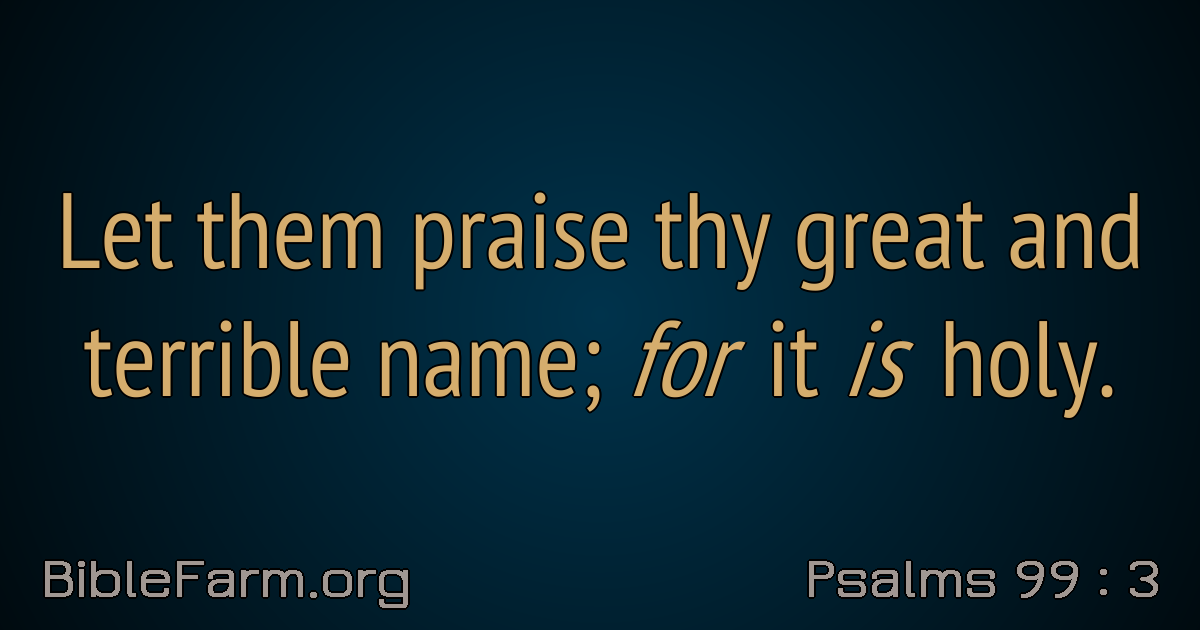 Let them praise thy great and
terrible name; for it is holy.
BibleFarm.org
Psalms 99 : 3